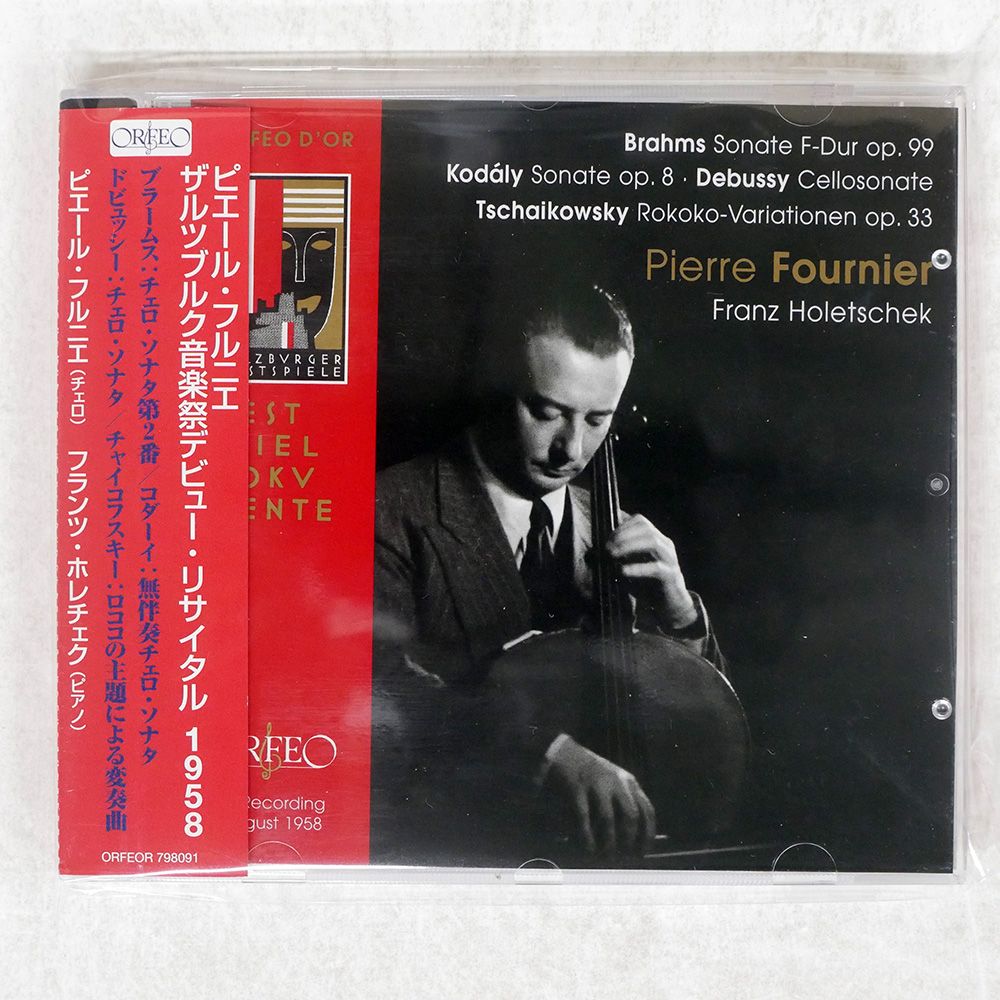 ORFEO
ピエール・フルニエ
ザルツブルク音楽祭デビュー・リサイタル 1958
ブラームス:チェロ・ソナタ第2番/コダーイ:無伴奏チェロ・ソナタ
ドビュッシー:チェロ・ソナタ/チャイコフスキー:ロココの主題による変奏曲
ピエール・フルニエ(チェロ) フランツ・ホレチェク(ピアノ)
ORFEOR 798091
FEO D'OR
ZBVRGER
STSPIELE
EST
IEL
OKV
ENTE
ORFEO
Recording
gust 1958
Brahms Sonate F-Dur op. 99
Kodály Sonate op. 8 · Debussy Cellosonate
Tschaikowsky Rokoko-Variationen op. 33
Pierre Fournier
Franz Holetschek